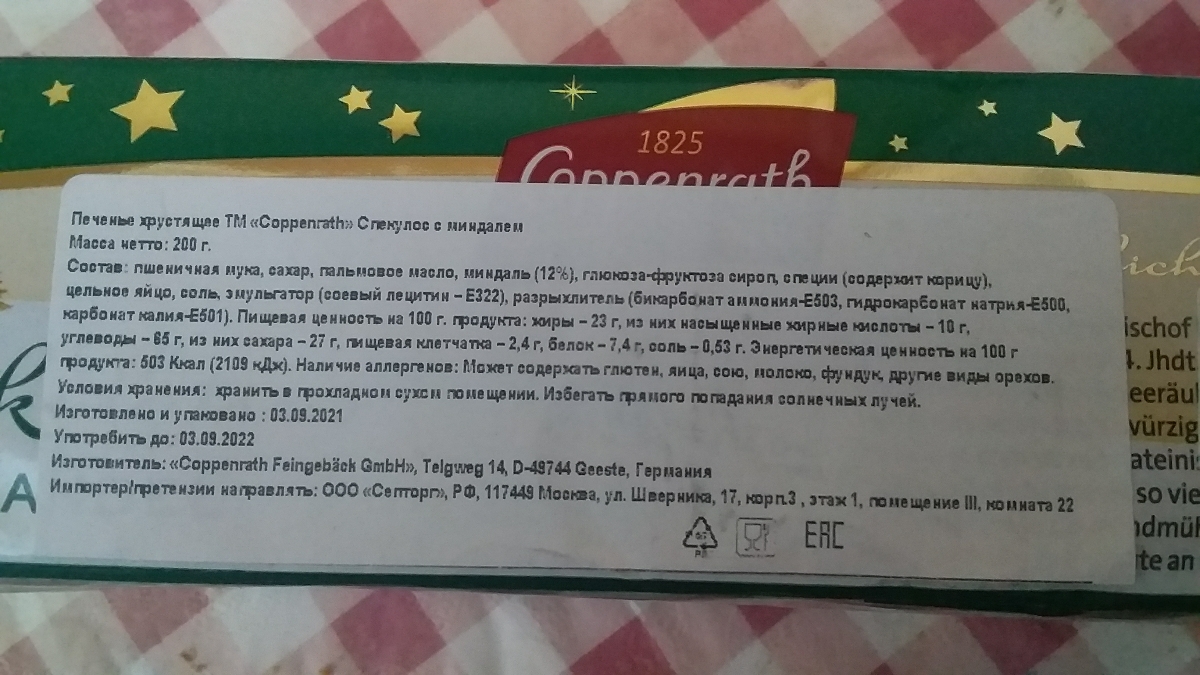 1825
Coppenrath
Печенье хрустящее ТМ «Coppenrath» Спекулос с миндалем
Масса нетто: 200 г.
Состав: пшеничная мука, сахар, пальмовое масло, миндаль (12%), глюкоза-фруктоза сироп, специи (содержит корицу),
цельное яйцо, соль, эмульгатор (соевый лецитин – Е322), разрыхлитель (бикарбонат аммония-Е503, гидрокарбонат натрия-Е500,
карбонат калия-Е501). Пищевая ценность на 100 г. продукта: жиры – 23 г, из них насыщенные жирные кислоты – 10 г,
углеводы – 65 г, из них сахара – 27 г, пищевая клетчатка – 2,4 г, белок – 7,4 г, соль – 0,53 г. Энергетическая ценность на 100 г
продукта: 503 Ккал (2109 кДж). Наличие аллергенов: Может содержать глютен, яица, сою, молоко, фундук, другие виды орехов.
Условия хранения: хранить в прохладном сухом помещении. Избегать прямого попадания солнечных лучей.
Изготовлено и упаковано : 03.09.2021
Употребить до: 03.09.2022
Изготовитель: «Coppenrath Feingebäck GmbH», Telgweg 14, D-49744 Geeste, Германия
Импортер/претензии направлять: ООО «Септорг», РФ, 117449 Москва, ул. Шверника, 17, корп.3 , этаж 1, помещение III, комната 22
EAC
ischof
4. Jhdt
eeräu
würzig
ateini
so vie
ndmüh
te an
k
A